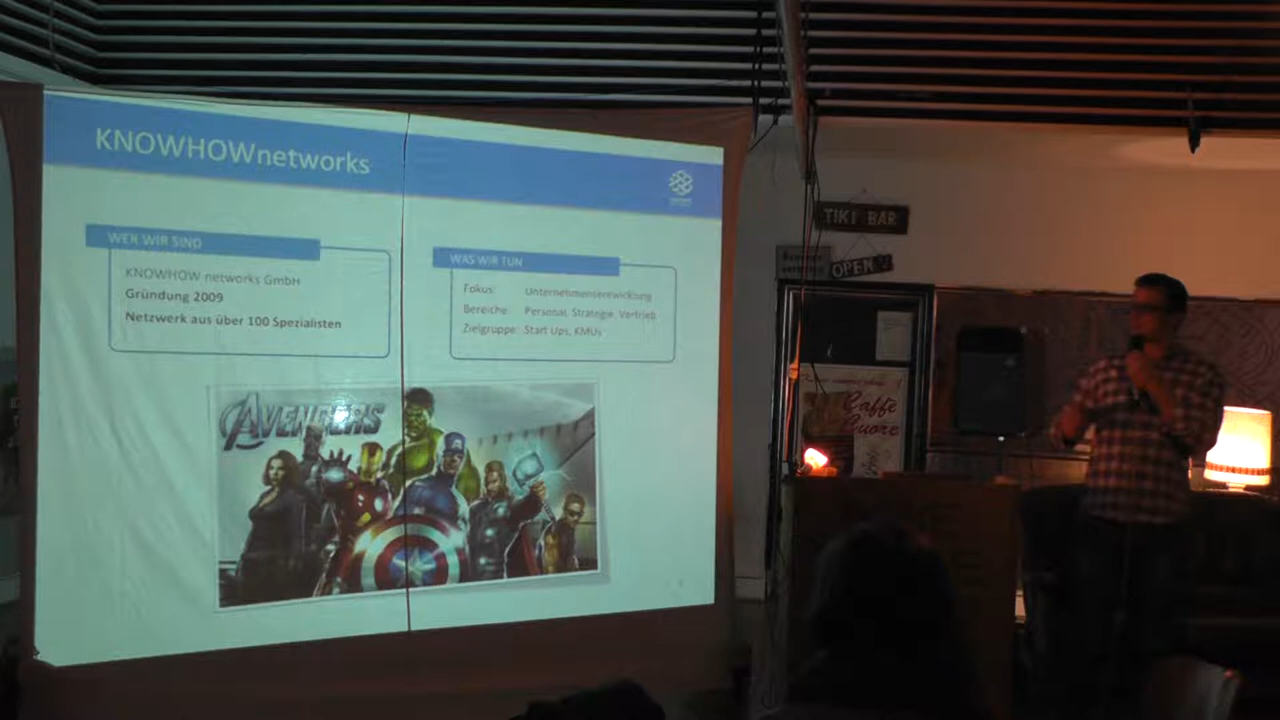 KNOWHOWnetworks
WER WIR SIND
KNOWHOW networks GmbH
Gründung 2009
Netzwerk aus über 100 Spezialisten
WAS WIR TUN
Fokus: Unternehmensentwicklung
Bereiche: Personal, Strategie, Vertrieb
Zielgruppe: Start Ups, KMUs
AVENGERS
TIKI BAR
OPEN
Caffè
Cuore